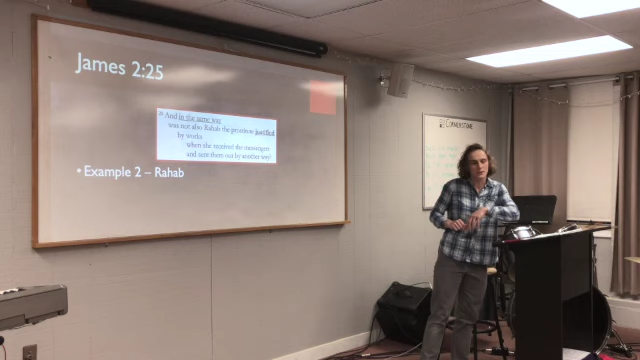 James 2:25
25 And in the same way
was not also Rahab the prostitute justified
by works
when she received the messengers
and sent them out by another way?
• Example 2 – Rahab
CORNERSTONE